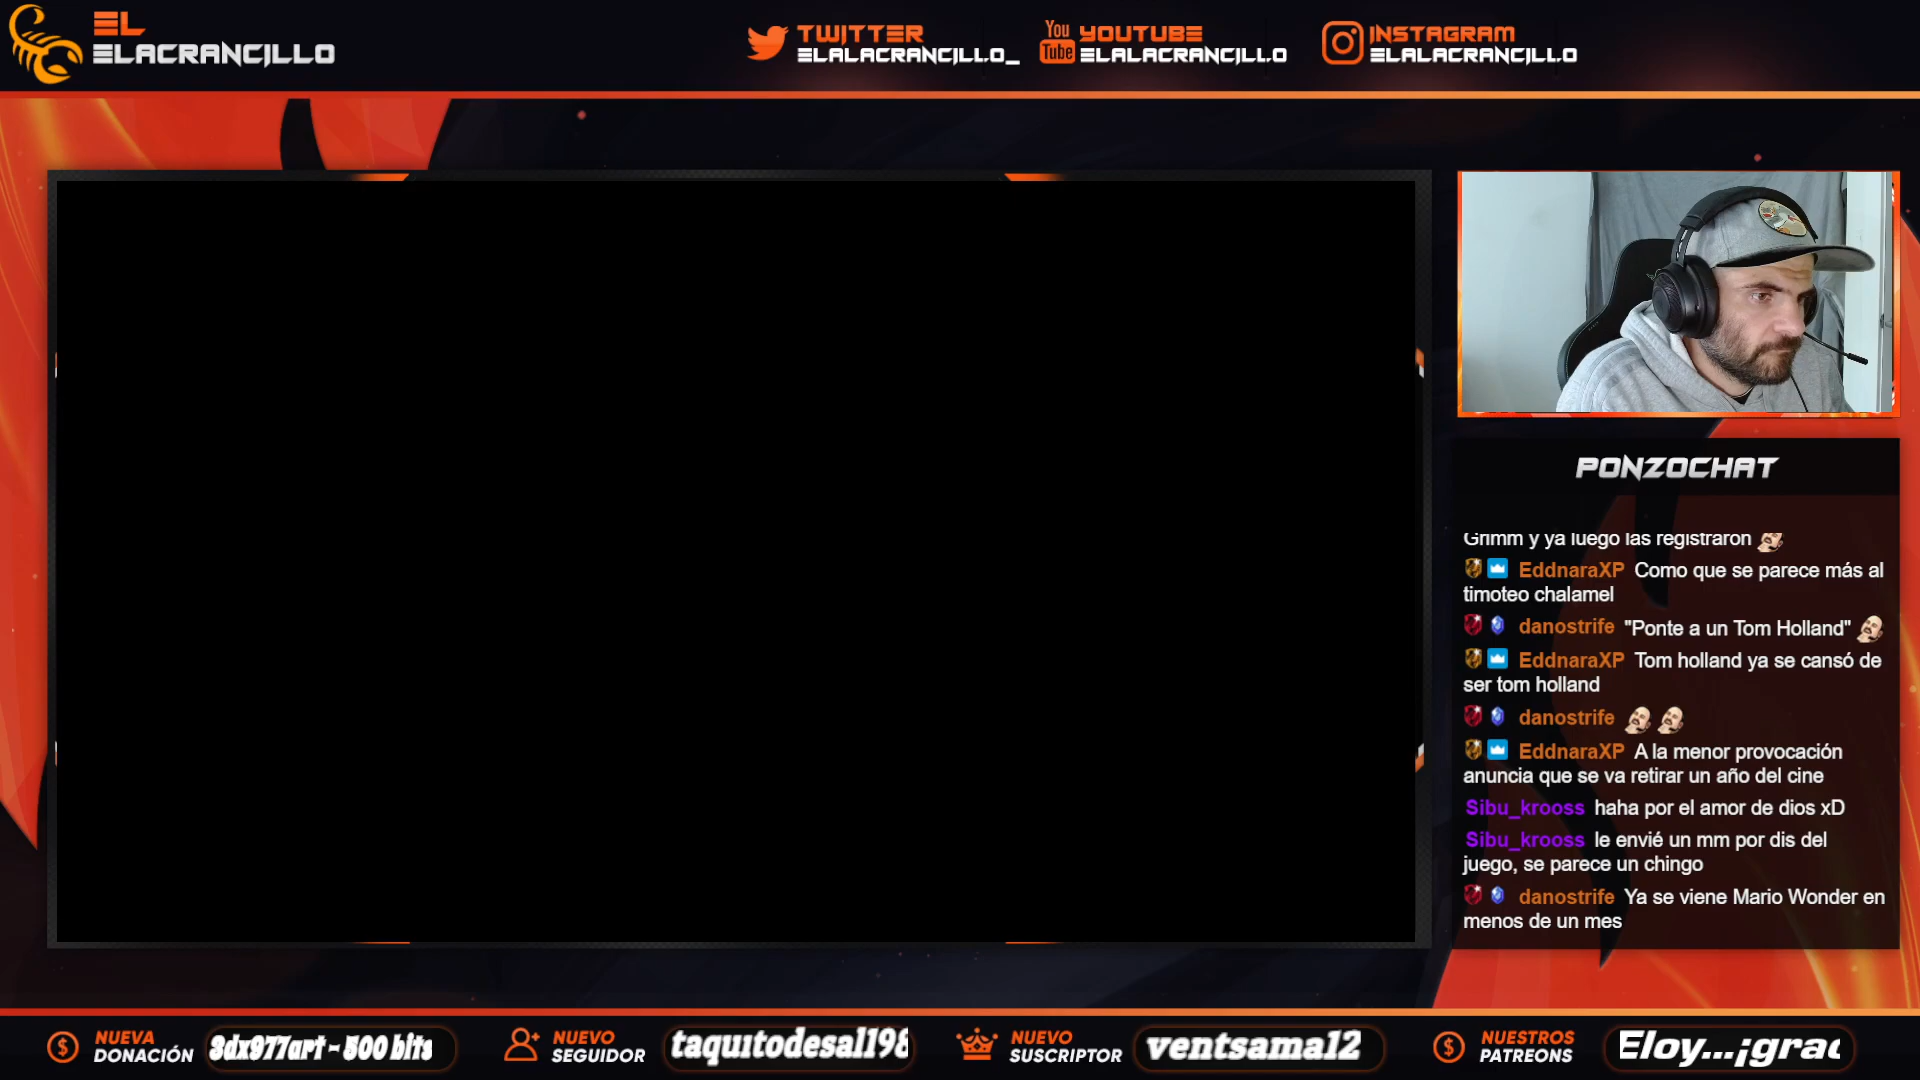 EL
ELACRANCILLO
TWITTER
ELALACRANCILLO_
You
Tube
YOUTUBE
ELALACRANCILLO
INSTAGRAM
ELALACRANCILLO
PONZOCHAT
Grimm y ya luego las registraron
EddnaraXP Como que se parece más al
timoteo chalamel
danostrife "Ponte a un Tom Holland"
EddnaraXP Tom holland ya se cansó de
ser tom holland
danostrife
EddnaraXP A la menor provocación
anuncia que se va retirar un año del cine
Sibu_krooss haha por el amor de dios xD
Sibu_krooss le envié un mm por dis del
juego, se parece un chingo
danostrife Ya se viene Mario Wonder en
menos de un mes
NUEVA
DONACIÓN
3dx977art - 500 bits
NUEVO
SEGUIDOR
taquitodesal198
NUEVO
SUSCRIPTOR
ventsama12
NUESTROS
PATREONS
Eloy...¡grac